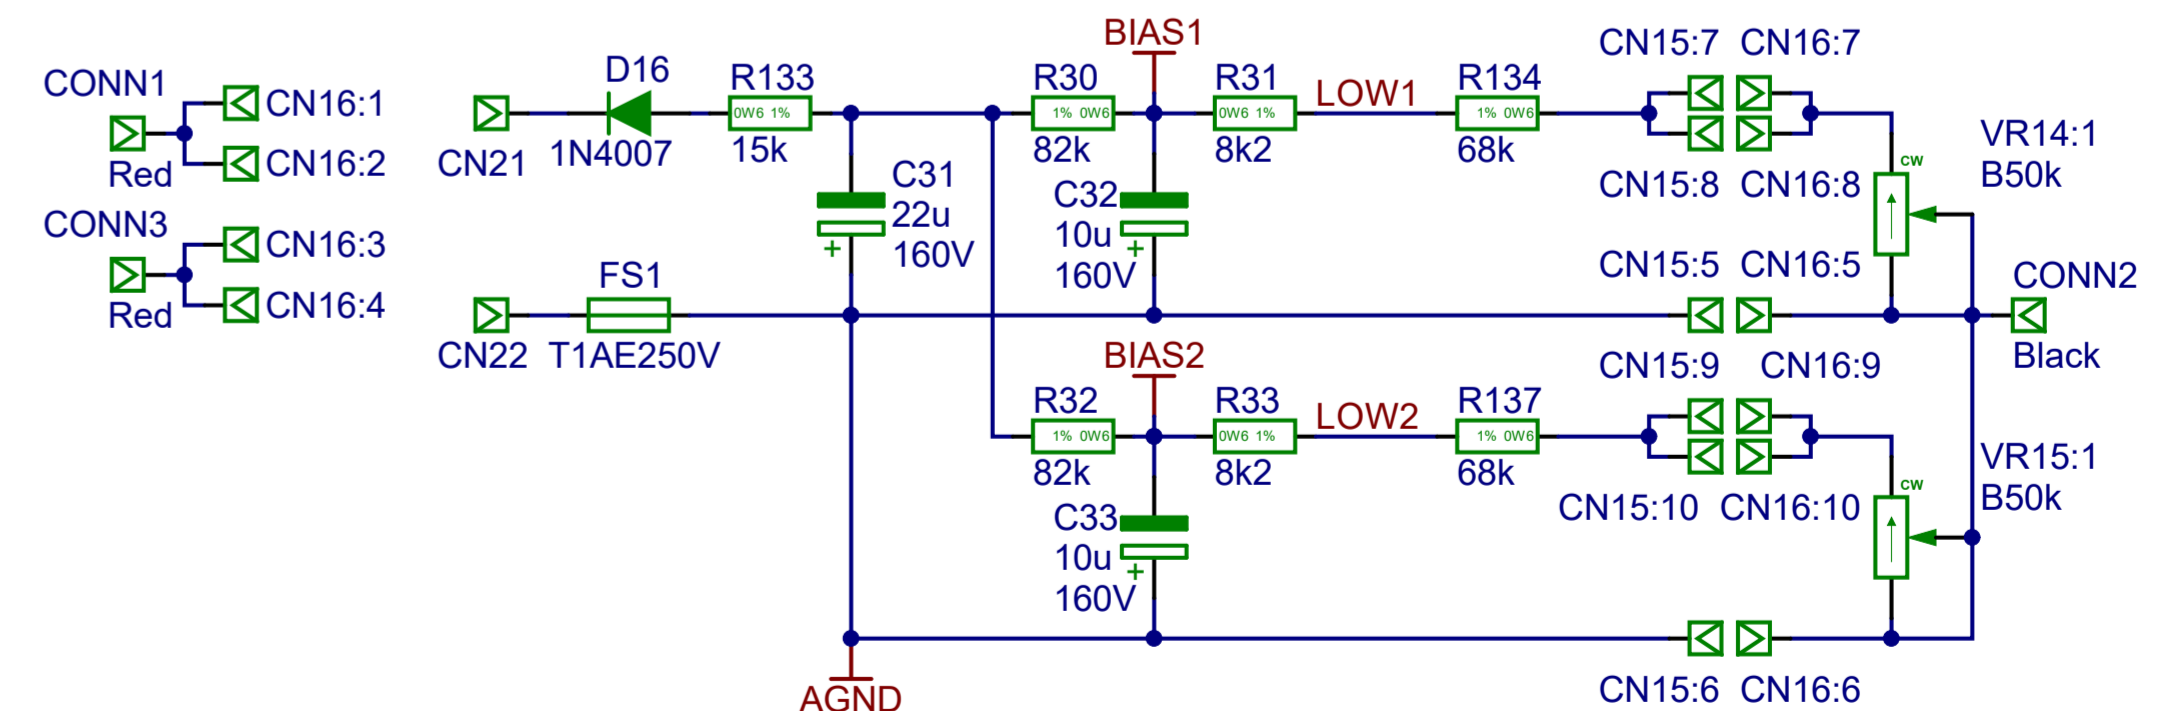 BIAS1
CN15:7 CN16:7
CONN1
CN16:1
D16
R133
R30
R31
LOW1
R134
0W6 1%
1% 0W6
0W6 1%
1% 0W6
VR14:1
B50k
CN21
1N4007
15k
82k
8k2
68k
Red
CN16:2
CW
C31
22u
160V
C32
10u
160V
+
+
CN15:8 CN16:8
CONN3
CN16:3
Red
CN16:4
FS1
CN15:5 CN16:5
CONN2
Black
CN22
T1AE250V
BIAS2
CN15:9 CN16:9
R32
R33
LOW2
R137
1% 0W6
0W6 1%
1% 0W6
VR15:1
B50k
82k
8k2
68k
CW
CN15:10 CN16:10
C33
10u
160V
+
AGND
CN15:6 CN16:6